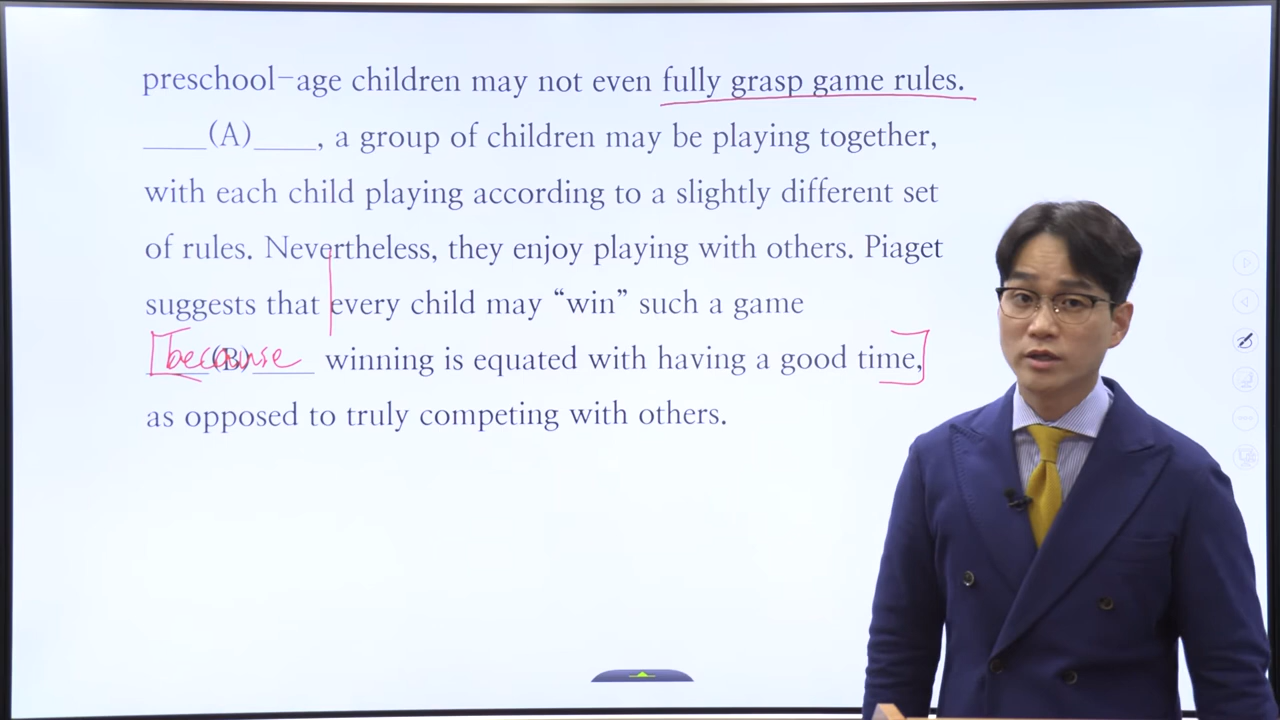 preschool-age children may not even fully grasp game rules.
____(A)____, a group of children may be playing together,
with each child playing according to a slightly different set
of rules. Nevertheless, they enjoy playing with others. Piaget
suggests that every child may “win” such a game
____(B)____ because winning is equated with having a good time,
as opposed to truly competing with others.